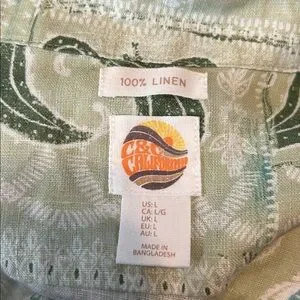 100% LINEN
C&C
CALIFORNIA
US: L
CA: L/G
UK: L
EU: L
AU: L
MADE IN
BANGLADESH